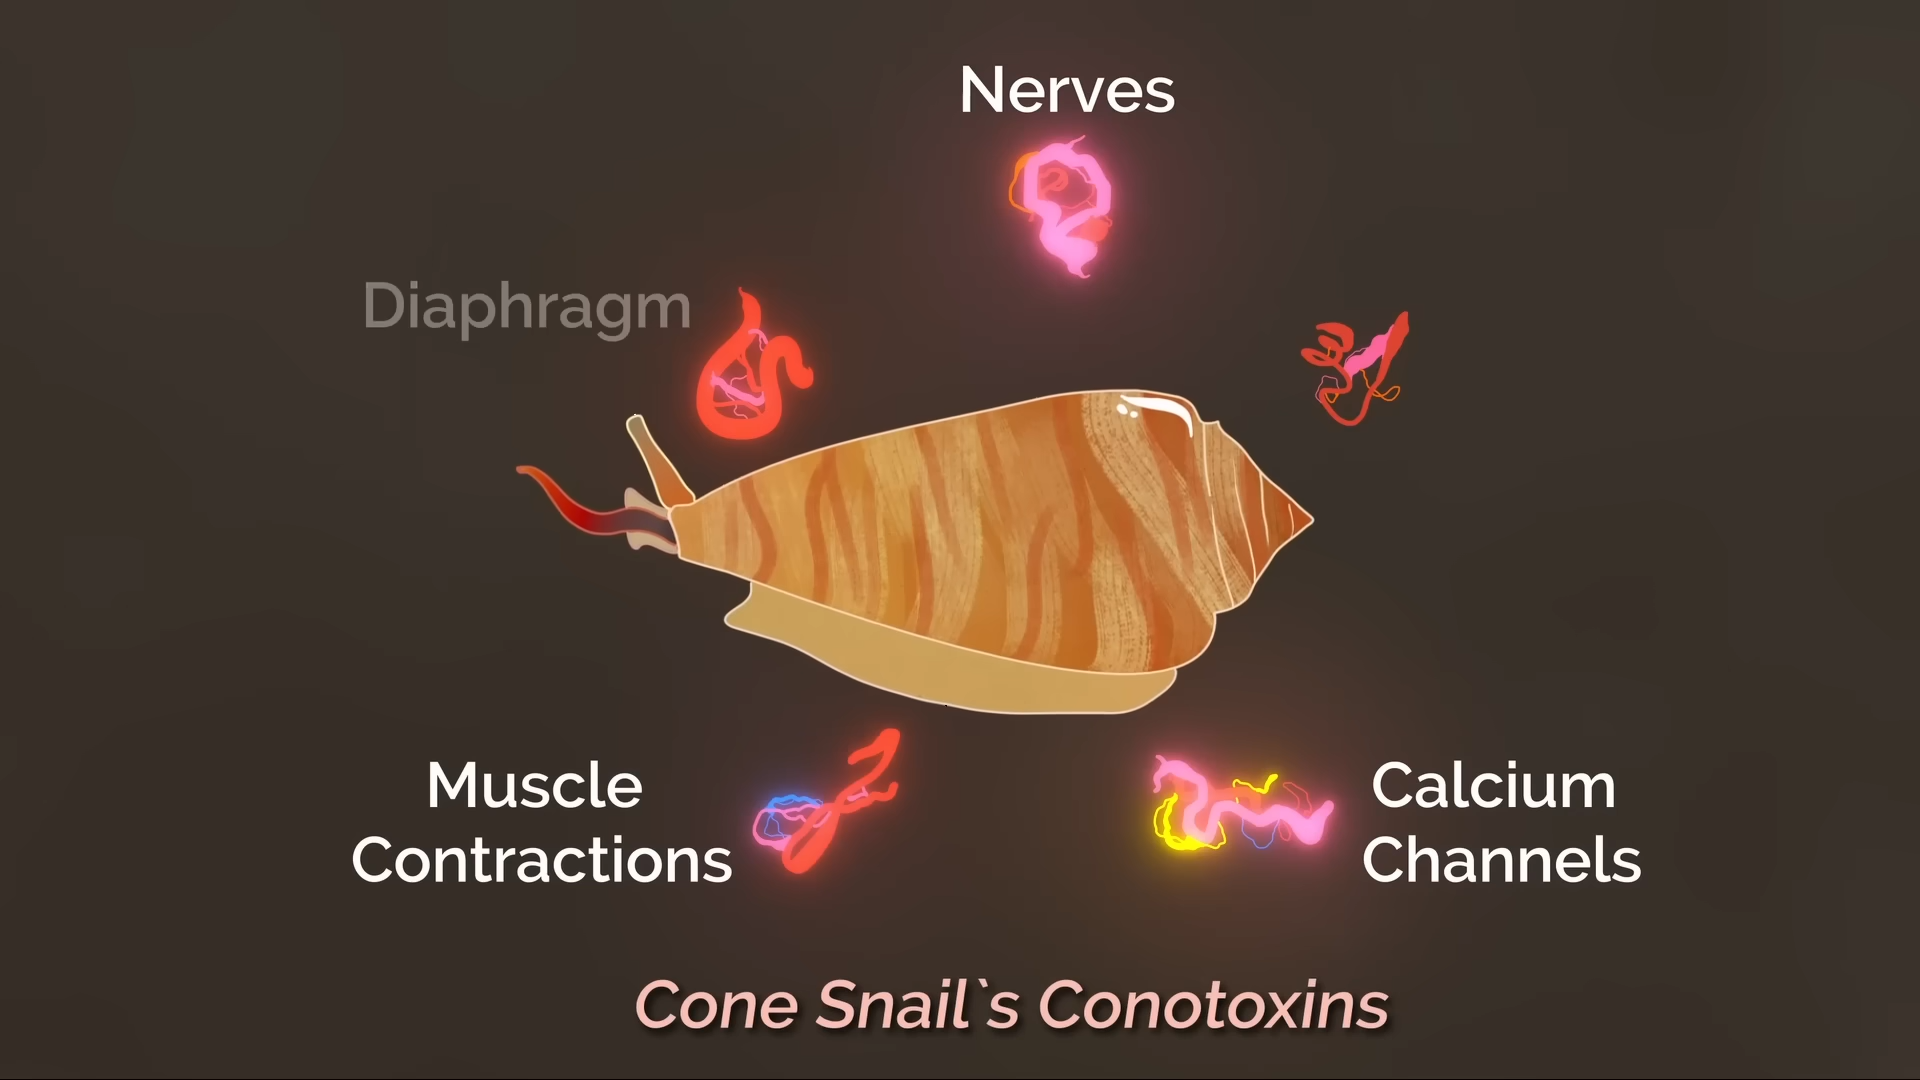 Nerves
Diaphragm
Muscle
Contractions
Calcium
Channels
Cone Snail`s Conotoxins